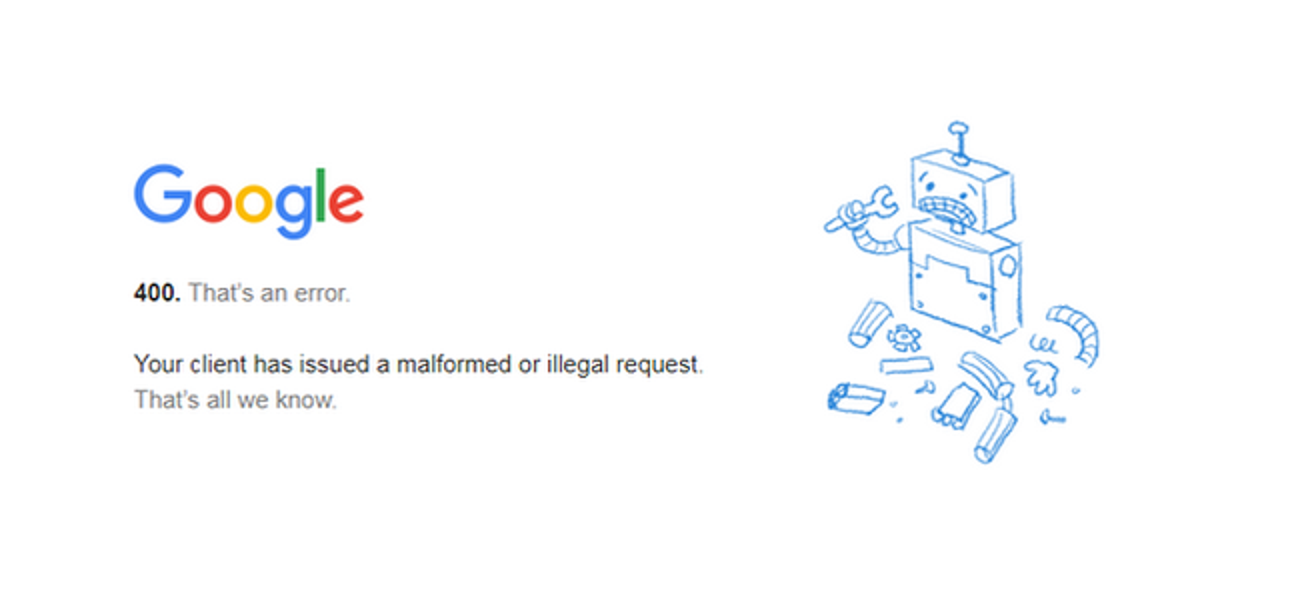 Google
400. That's an error.
Your client has issued a malformed or illegal request.
That's all we know.